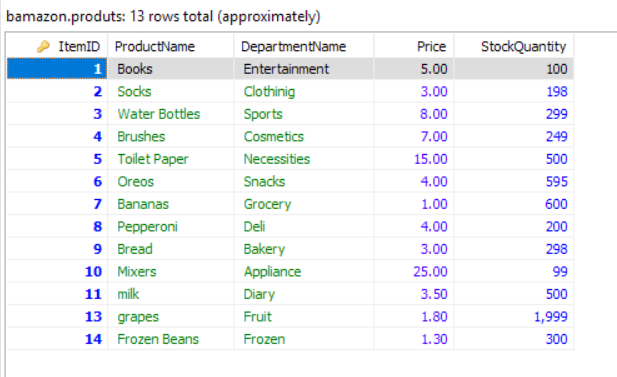 bamazon.produts: 13 rows total (approximately)
ItemID ProductName DepartmentName Price StockQuantity
1 Books Entertainment 5.00 100
2 Socks Clothinig 3.00 198
3 Water Bottles Sports 8.00 299
4 Brushes Cosmetics 7.00 249
5 Toilet Paper Necessities 15.00 500
6 Oreos Snacks 4.00 595
7 Bananas Grocery 1.00 600
8 Pepperoni Deli 4.00 200
9 Bread Bakery 3.00 298
10 Mixers Appliance 25.00 99
11 milk Diary 3.50 500
13 grapes Fruit 1.80 1,999
14 Frozen Beans Frozen 1.30 300